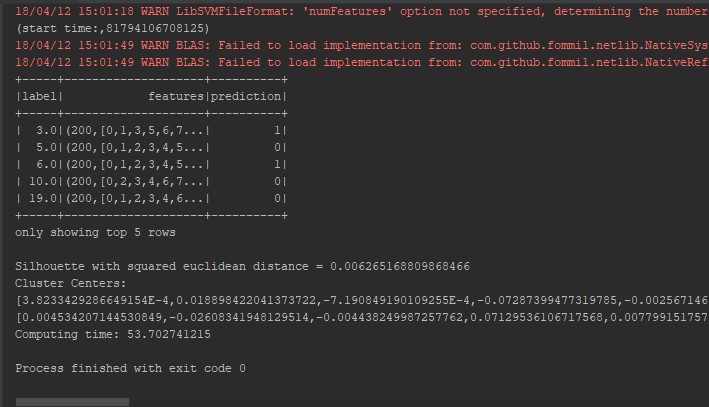 18/04/12 15:01:18 WARN LibSVMFileFormat: 'numFeatures' option not specified, determining the number
(start time:,81794106708125)
18/04/12 15:01:49 WARN BLAS: Failed to load implementation from: com.github.fommil.netlib.NativeSys
18/04/12 15:01:49 WARN BLAS: Failed to load implementation from: com.github.fommil.netlib.NativeRef
+-----+--------------------+----------+
|label|            features|prediction|
+-----+--------------------+----------+
|  3.0|(200,[0,1,3,5,6,7...|         1|
|  5.0|(200,[0,1,2,3,4,5...|         0|
|  6.0|(200,[0,1,2,3,4,5...|         1|
| 10.0|(200,[0,2,3,4,6,7...|         0|
| 19.0|(200,[0,1,2,3,4,6...|         0|
+-----+--------------------+----------+
only showing top 5 rows
Silhouette with squared euclidean distance = 0.006265168809868466
Cluster Centers:
[3.8233429286649154E-4,0.018898422041373722,-7.190849190109255E-4,-0.07287399477319785,-0.002567146
[0.004534207144530849,-0.02608341948129514,-0.004438249987257762,0.07129536106717568,0.007799151757
Computing time: 53.702741215
Process finished with exit code 0